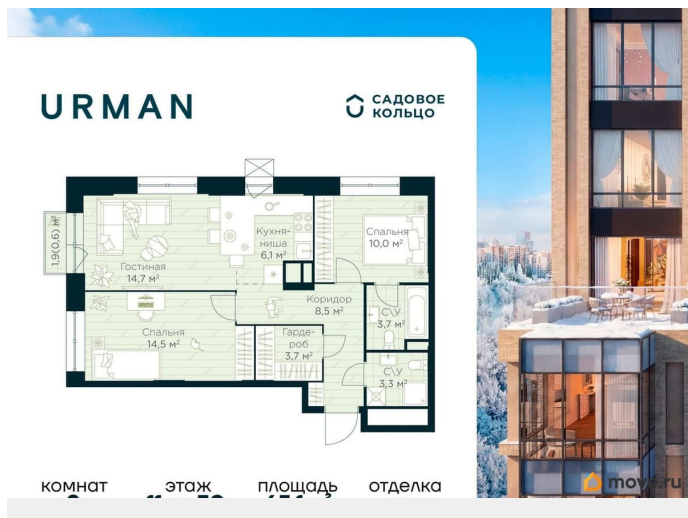 URMAN
САДОВОЕ
КОЛЬЦО
1,9(0,6) м²
Гостиная
14,7 м²
Кухня-
ниша
6,1 м²
Спальня
10,0 м²
Коридор
8,5 м²
С\У
3,7 м²
Спальня
14,5 м²
Гарде-
роб
3,7 м²
С\У
3,3 м²
комнат этаж площадь отделка
move.ru